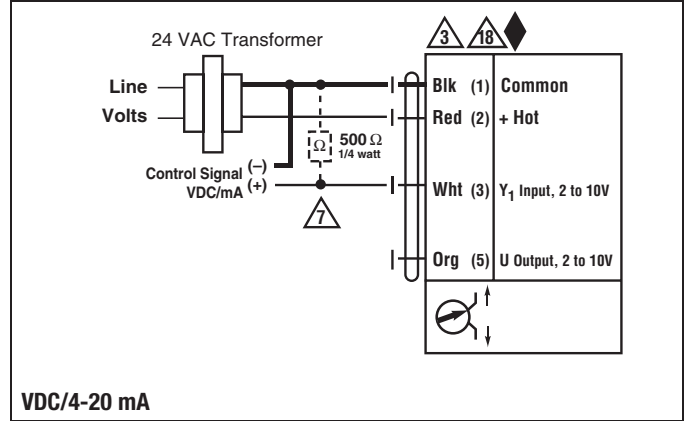 24 VAC Transformer
3 18
Line
Volts
Blk (1) Common
Red (2) + Hot
Ω 500 Ω
1/4 watt
Control Signal (–)
VDC/mA (+)
7
Wht (3) Y1 Input, 2 to 10V
Org (5) U Output, 2 to 10V
VDC/4-20 mA